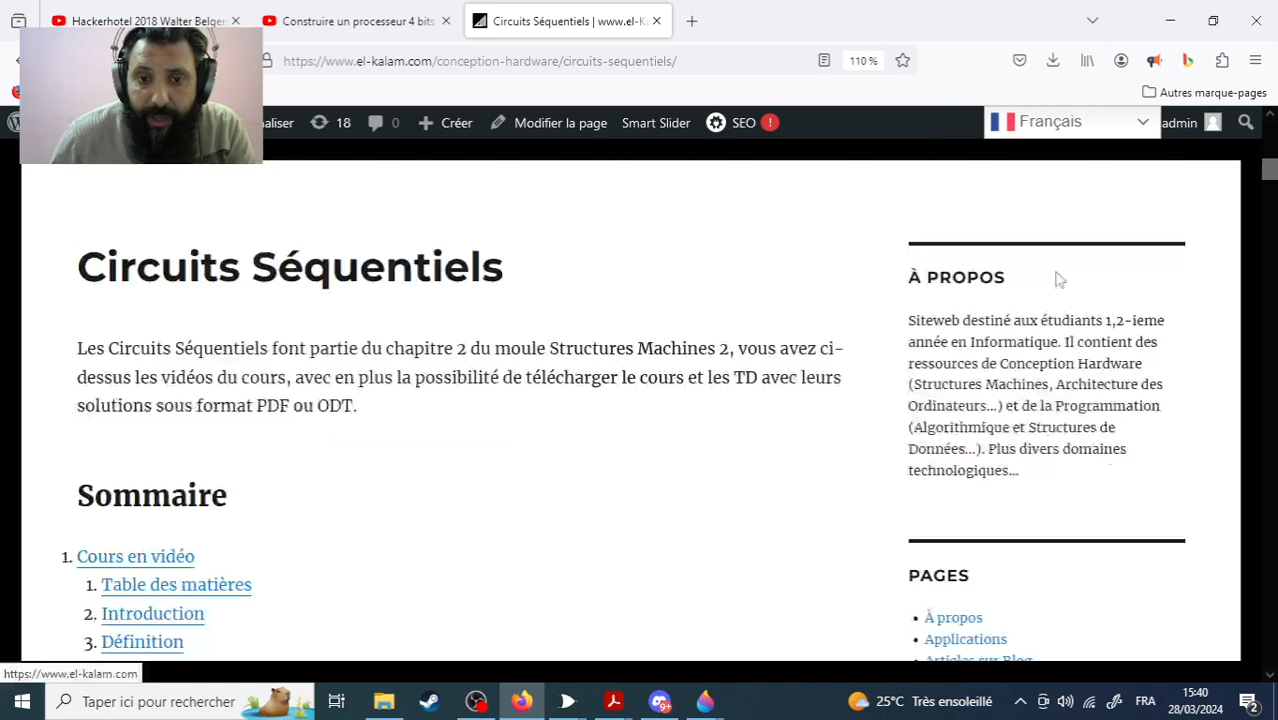 Hackerhotel 2018 Walter Belgers
Construire un processeur 4 bits
Circuits Séquentiels | www.el-Ka
https://www.el-kalam.com/conception-hardware/circuits-sequentiels/
110 %
Autres marque-pages
18
0
Créer
Modifier la page
Smart Slider
SEO
!
Français
admin
Circuits Séquentiels
Les Circuits Séquentiels font partie du chapitre 2 du moule Structures Machines 2, vous avez ci-
dessus les vidéos du cours, avec en plus la possibilité de télécharger le cours et les TD avec leurs
solutions sous format PDF ou ODT.
Sommaire
1. Cours en vidéo
1. Table des matières
2. Introduction
3. Définition
À PROPOS
Siteweb destiné aux étudiants 1,2-ieme
année en Informatique. Il contient des
ressources de Conception Hardware
(Structures Machines, Architecture des
Ordinateurs...) et de la Programmation
(Algorithmique et Structures de
Données...). Plus divers domaines
technologiques...
PAGES
À propos
Applications
Articles sur Blog
https://www.el-kalam.com
Taper ici pour rechercher
9+
25°C Très ensoleillé
FRA
15:40
28/03/2024
2